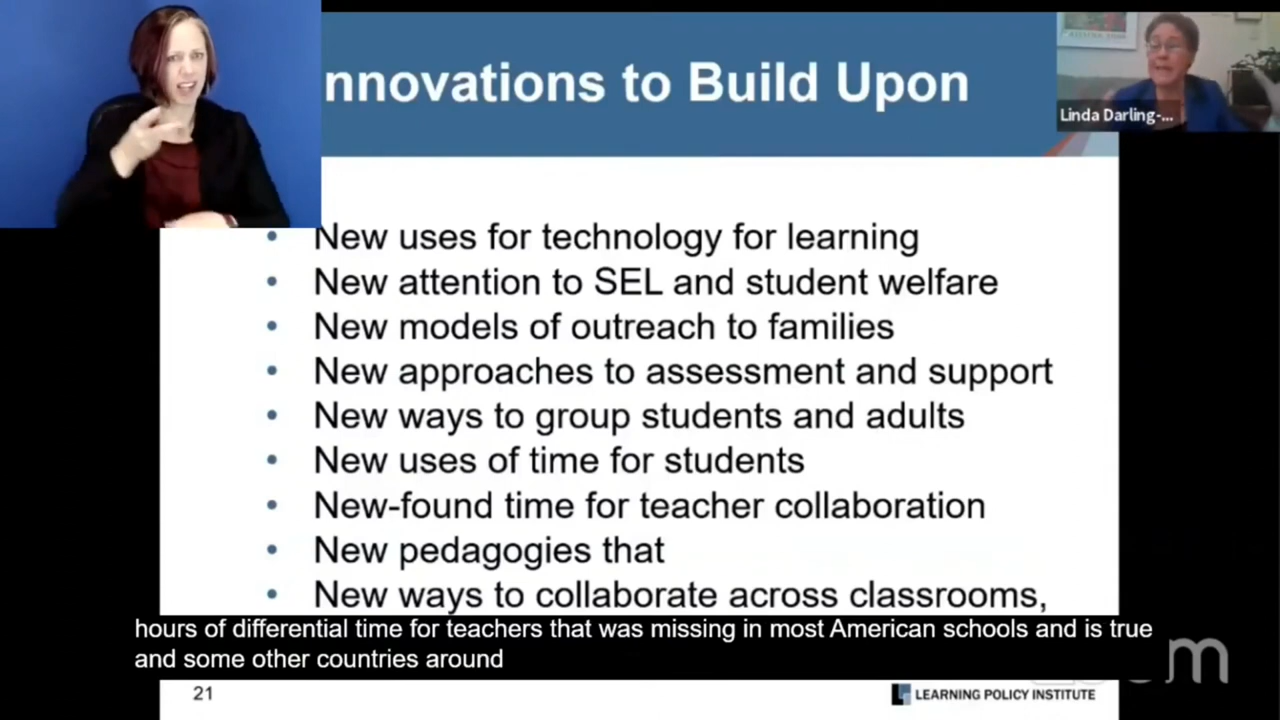 nnovations to Build Upon
Linda Darling-...
• New uses for technology for learning
• New attention to SEL and student welfare
• New models of outreach to families
• New approaches to assessment and support
• New ways to group students and adults
• New uses of time for students
• New-found time for teacher collaboration
• New pedagogies that
• New ways to collaborate across classrooms,
hours of differential time for teachers that was missing in most American schools and is true
and some other countries around
21
LEARNING POLICY INSTITUTE